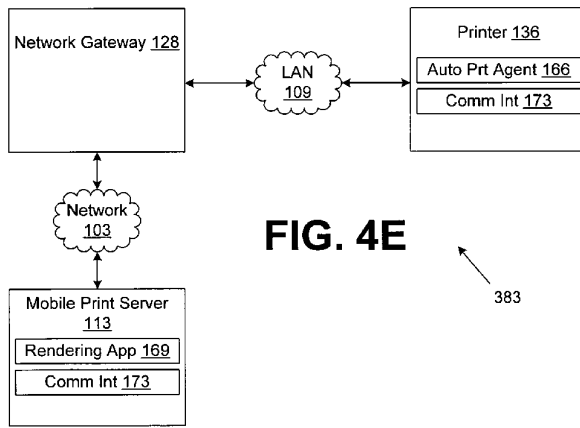 Network Gateway 128
LAN
109
Printer 136
Auto Prt Agent 166
Comm Int 173
Network
103
FIG. 4E
383
Mobile Print Server
113
Rendering App 169
Comm Int 173